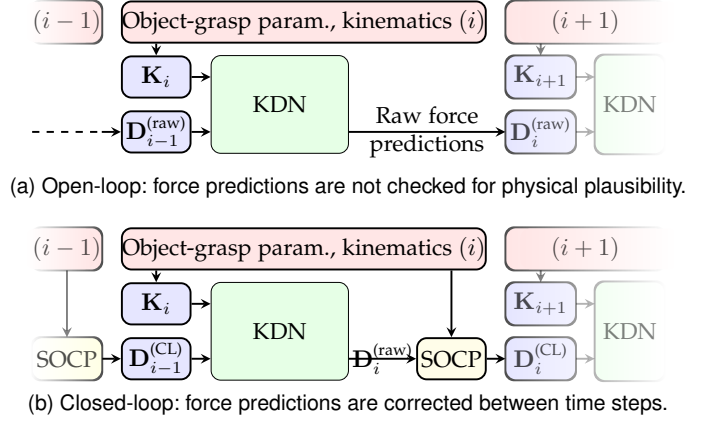 (i − 1) Object-grasp param., kinematics (i) (i + 1)
K_i K_{i+1}
KDN KDN
D_{i−1}^{(raw)} Raw force predictions D_i^{(raw)}
(a) Open-loop: force predictions are not checked for physical plausibility.
(i − 1) Object-grasp param., kinematics (i) (i + 1)
K_i K_{i+1}
KDN KDN
SOCP D_{i−1}^{(CL)} D_i^{(raw)} SOCP D_i^{(CL)}
(b) Closed-loop: force predictions are corrected between time steps.